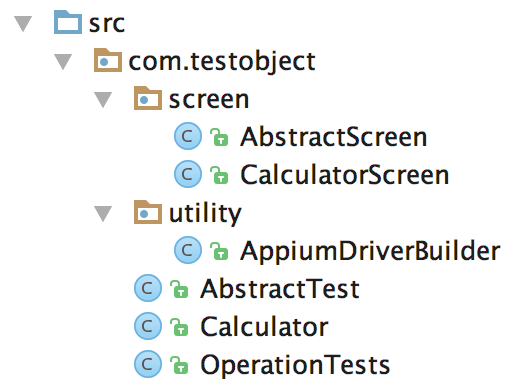 src
com.testobject
screen
C AbstractScreen
C CalculatorScreen
utility
C AppiumDriverBuilder
C AbstractTest
C Calculator
C OperationTests